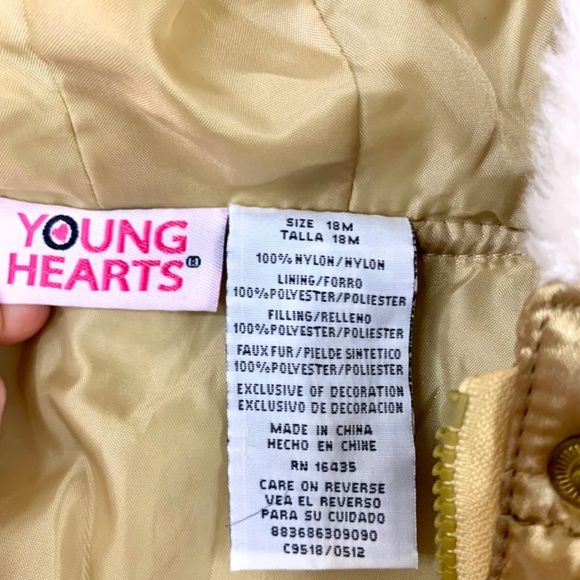 YOUNG
HEARTS®
SIZE 18M
TALLA 18M
100% NYLON/NYLON
LINING/FORRO
100%POLYESTER/POLIESTER
FILLING/RELLENO
100%POLYESTER/POLIESTER
FAUX FUR/PIELDE SINTETICO
100%POLYESTER/POLIESTER
EXCLUSIVE OF DECORATION
EXCLUSIVO DE DECORACION
MADE IN CHINA
HECHO EN CHINE
RN 16435
CARE ON REVERSE
VEA EL REVERSO
PARA SU CUIDADO
883686309090
C9518/0512